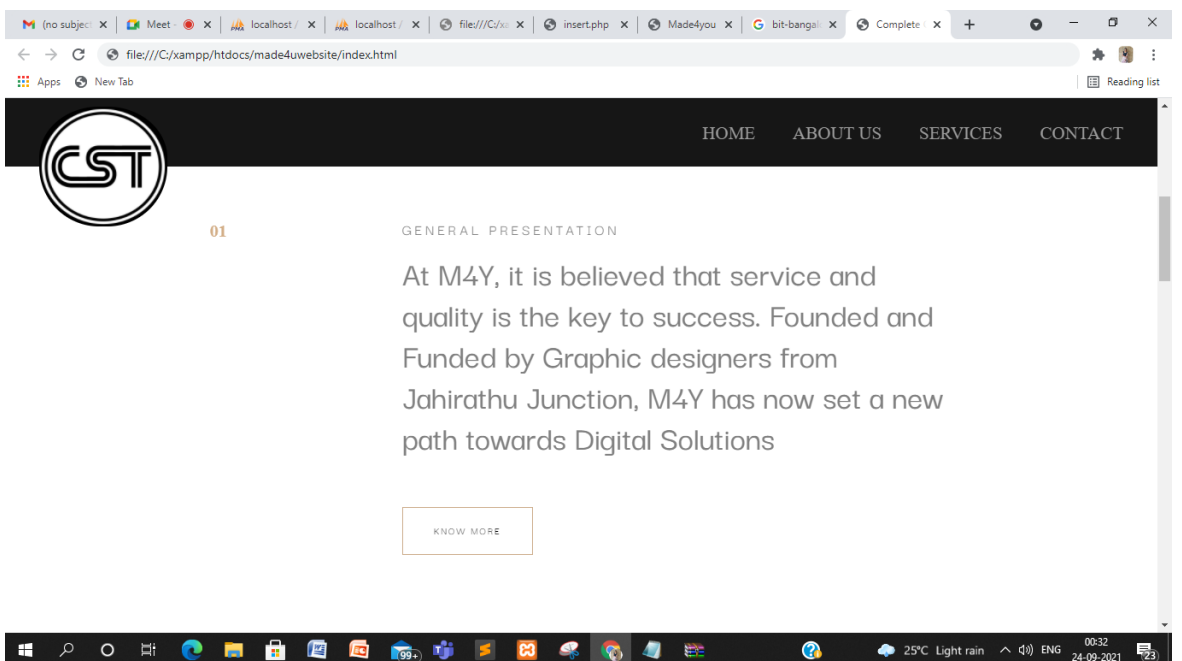 (no subject
Meet -
localhost /
localhost /
file:///C:/xa
insert.php
Made4you
bit-bangal
Complete
file:///C:/xampp/htdocs/made4uwebsite/index.html
Apps
New Tab
Reading list
CST
HOME
ABOUT US
SERVICES
CONTACT
01
GENERAL PRESENTATION
At M4Y, it is believed that service and
quality is the key to success. Founded and
Funded by Graphic designers from
Jahirathu Junction, M4Y has now set a new
path towards Digital Solutions
KNOW MORE
99+
25°C Light rain
ENG
00:32
24-09-2021
23